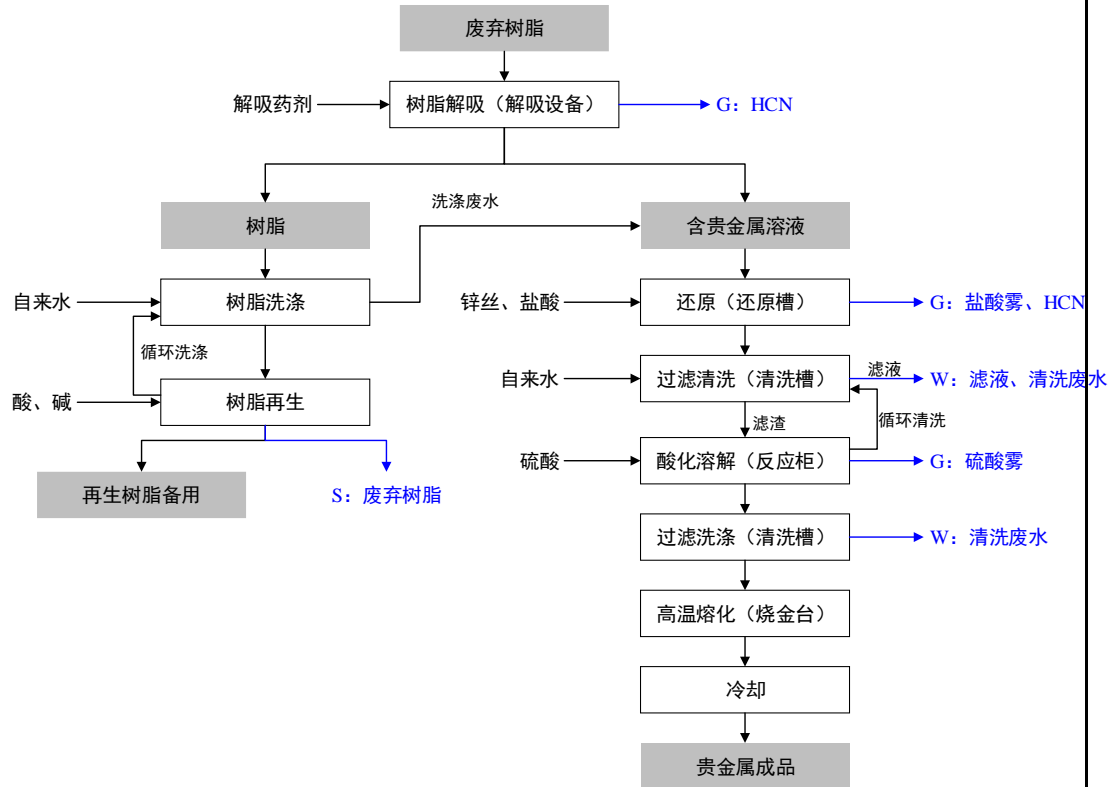 废弃树脂
解吸药剂
树脂解吸（解吸设备）
G：HCN
洗涤废水
树脂
含贵金属溶液
自来水
树脂洗涤
锌丝、盐酸
还原（还原槽）
G：盐酸雾、HCN
循环洗涤
自来水
过滤清洗（清洗槽）
滤液
W：滤液、清洗废水
酸、碱
树脂再生
滤渣
循环清洗
硫酸
酸化溶解（反应柜）
G：硫酸雾
再生树脂备用
S：废弃树脂
过滤洗涤（清洗槽）
W：清洗废水
高温熔化（烧金台）
冷却
贵金属成品